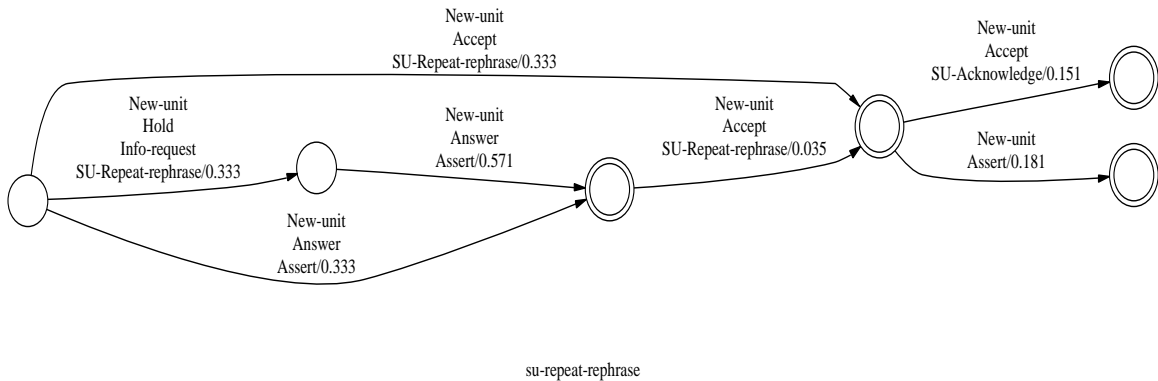 New-unit
Accept
SU-Repeat-rephrase/0.333
New-unit
Hold
Info-request
SU-Repeat-rephrase/0.333
New-unit
Answer
Assert/0.571
New-unit
Answer
Assert/0.333
New-unit
Accept
SU-Repeat-rephrase/0.035
New-unit
Accept
SU-Acknowledge/0.151
New-unit
Assert/0.181
su-repeat-rephrase